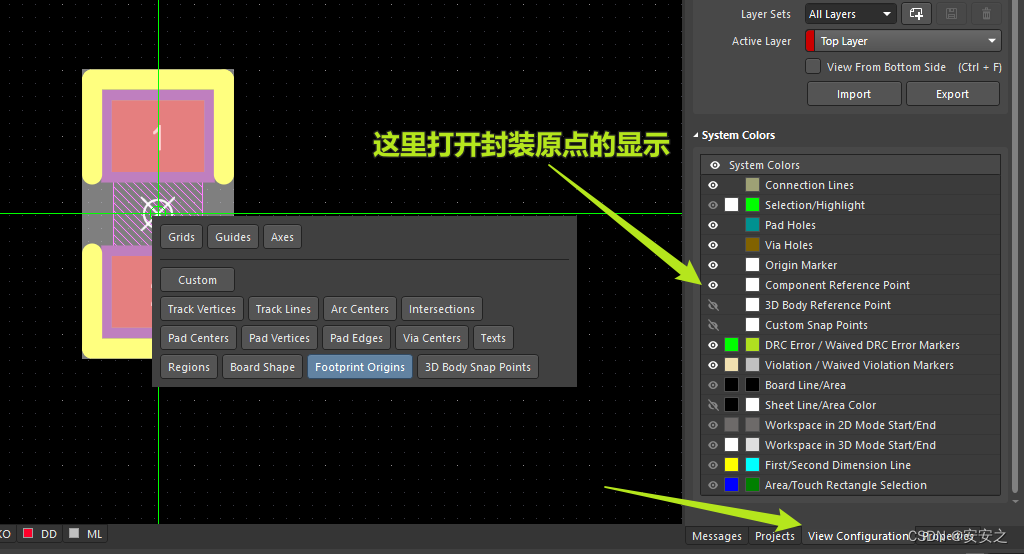 Layer Sets All Layers
Active Layer Top Layer
View From Bottom Side (Ctrl + F)
Import Export
System Colors
System Colors
Connection Lines
Selection/Highlight
Pad Holes
Via Holes
Origin Marker
Component Reference Point
3D Body Reference Point
Custom Snap Points
DRC Error / Waived DRC Error Markers
Violation / Waived Violation Markers
Board Line/Area
Sheet Line/Area Color
Workspace in 2D Mode Start/End
Workspace in 3D Mode Start/End
First/Second Dimension Line
Area/Touch Rectangle Selection
这里打开封装原点的显示
1
Grids Guides Axes
Custom
Track Vertices Track Lines Arc Centers Intersections
Pad Centers Pad Vertices Pad Edges Via Centers Texts
Regions Board Shape Footprint Origins 3D Body Snap Points
DD ML
Messages Projects View Configuration
CSDN @安安之